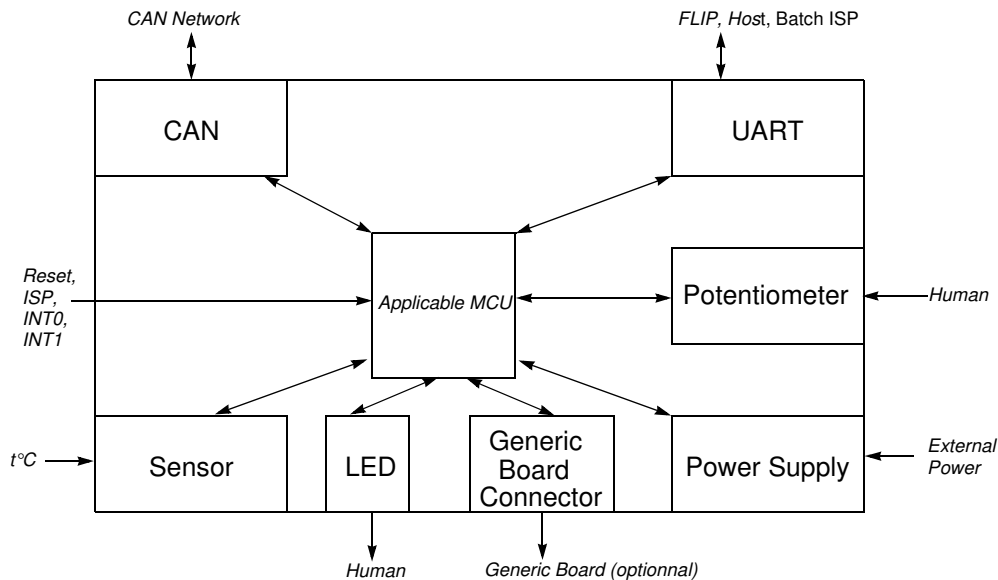 CAN Network
FLIP, Host, Batch ISP
CAN
UART
Reset,
ISP,
INT0,
INT1
Applicable MCU
Potentiometer
Human
t°C
Sensor
LED
Generic
Board
Connector
Power Supply
External
Power
Human
Generic Board (optionnal)